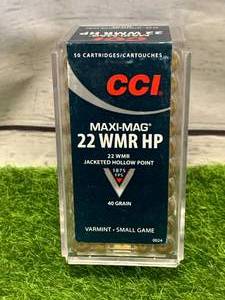 50 CARTRIDGES/CARTOUCHES
CCI
MAXI-MAG®
22 WMR HP
22 WMR
JACKETED HOLLOW POINT
1875
FPS
40 GRAIN
VARMINT • SMALL GAME
0024